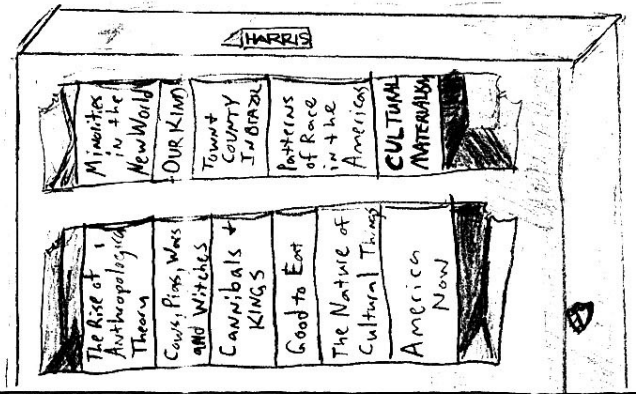 HARRIS
Minolities
in the
New World
OUR KIND
TOWN &
COUNTY
IN BRAZIL
Patterns
of Race
in the
Americas
CULTURAL
MATERIALISM
The Rise of
Anthropological
Theory
Cows, Pigs, Wars
and Witches
CANNIBALS &
KINGS
Good to Eat
The Nature of
Cultural Things
America
Now